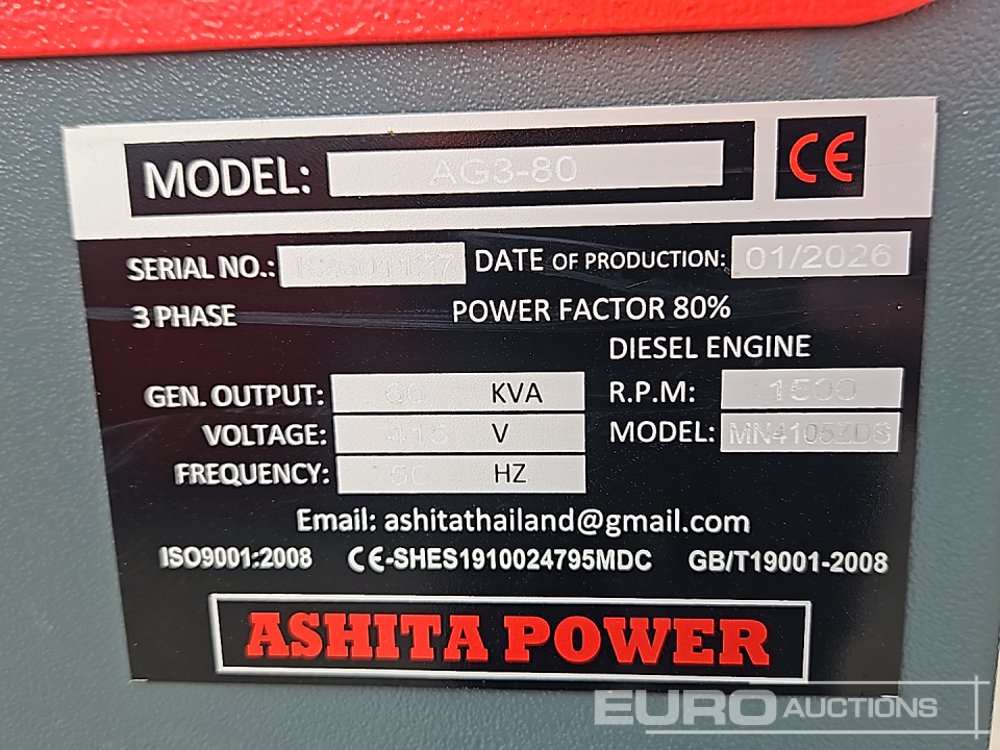 MODEL: AG3-80 CE
SERIAL NO.: DATE OF PRODUCTION: 01/2026
3 PHASE POWER FACTOR 80%
DIESEL ENGINE
GEN. OUTPUT: KVA R.P.M: 1500
VOLTAGE: 415 V MODEL: MN4105ZDS
FREQUENCY: 50 HZ
Email: ashitathailand@gmail.com
ISO9001:2008 CE-SHES1910024795MDC GB/T19001-2008
ASHITA POWER
EURO AUCTIONS